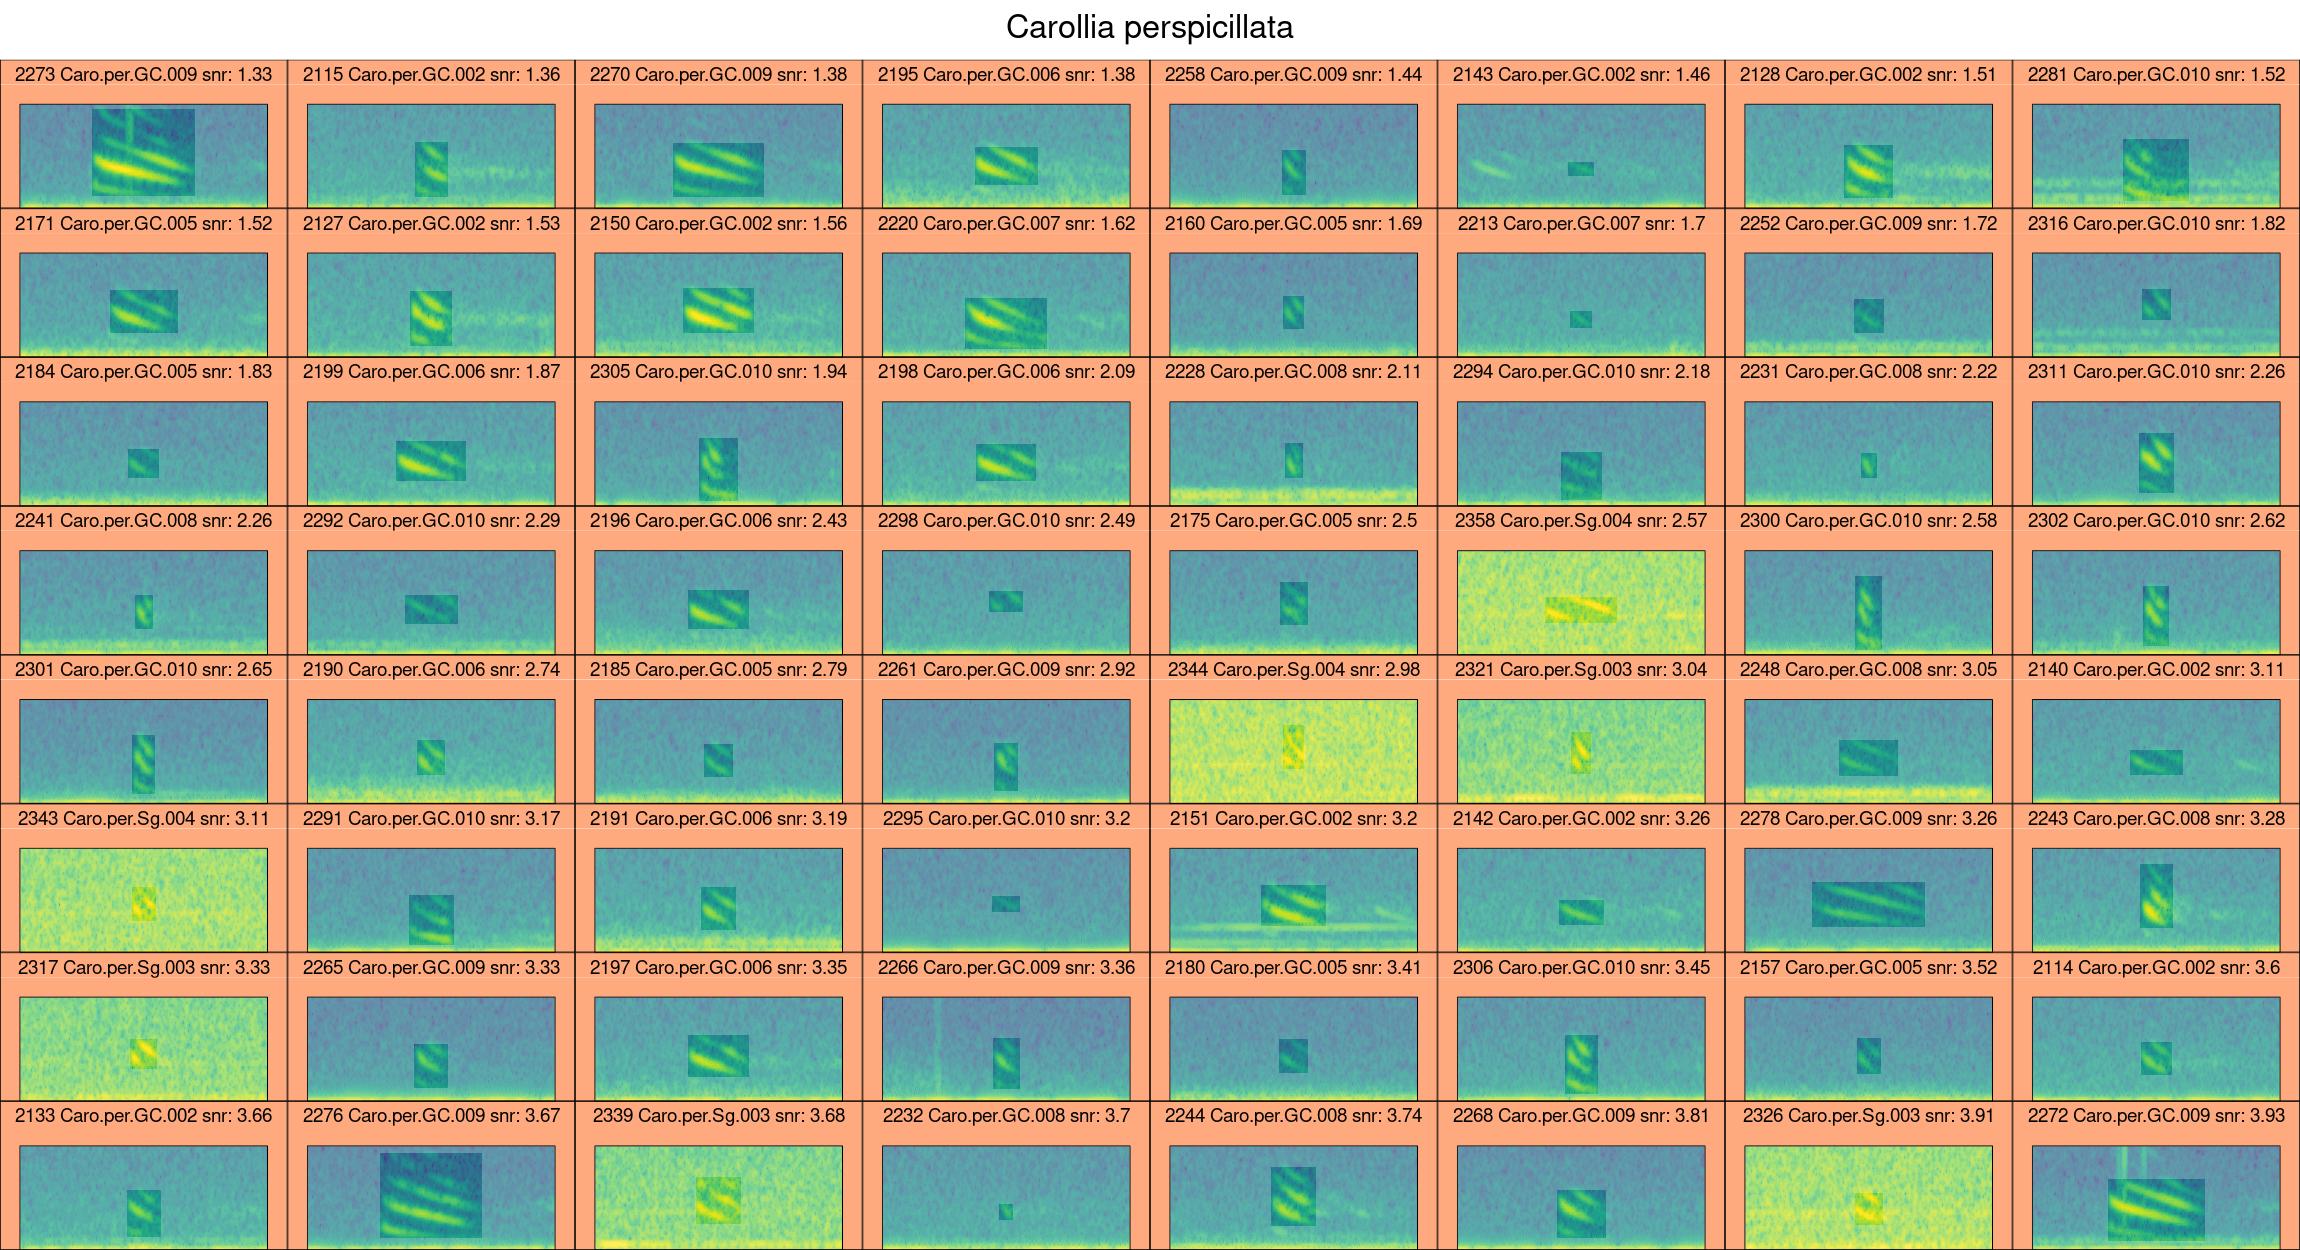 Carollia perspicillata
2273 Caro.per.GC.009 snr: 1.33
2115 Caro.per.GC.002 snr: 1.36
2270 Caro.per.GC.009 snr: 1.38
2195 Caro.per.GC.006 snr: 1.38
2258 Caro.per.GC.009 snr: 1.44
2143 Caro.per.GC.002 snr: 1.46
2128 Caro.per.GC.002 snr: 1.51
2281 Caro.per.GC.010 snr: 1.52
2171 Caro.per.GC.005 snr: 1.52
2127 Caro.per.GC.002 snr: 1.53
2150 Caro.per.GC.002 snr: 1.56
2220 Caro.per.GC.007 snr: 1.62
2160 Caro.per.GC.005 snr: 1.69
2213 Caro.per.GC.007 snr: 1.7
2252 Caro.per.GC.009 snr: 1.72
2316 Caro.per.GC.010 snr: 1.82
2184 Caro.per.GC.005 snr: 1.83
2199 Caro.per.GC.006 snr: 1.87
2305 Caro.per.GC.010 snr: 1.94
2198 Caro.per.GC.006 snr: 2.09
2228 Caro.per.GC.008 snr: 2.11
2294 Caro.per.GC.010 snr: 2.18
2231 Caro.per.GC.008 snr: 2.22
2311 Caro.per.GC.010 snr: 2.26
2241 Caro.per.GC.008 snr: 2.26
2292 Caro.per.GC.010 snr: 2.29
2196 Caro.per.GC.006 snr: 2.43
2298 Caro.per.GC.010 snr: 2.49
2175 Caro.per.GC.005 snr: 2.5
2358 Caro.per.Sg.004 snr: 2.57
2300 Caro.per.GC.010 snr: 2.58
2302 Caro.per.GC.010 snr: 2.62
2301 Caro.per.GC.010 snr: 2.65
2190 Caro.per.GC.006 snr: 2.74
2185 Caro.per.GC.005 snr: 2.79
2261 Caro.per.GC.009 snr: 2.92
2344 Caro.per.Sg.004 snr: 2.98
2321 Caro.per.Sg.003 snr: 3.04
2248 Caro.per.GC.008 snr: 3.05
2140 Caro.per.GC.002 snr: 3.11
2343 Caro.per.Sg.004 snr: 3.11
2291 Caro.per.GC.010 snr: 3.17
2191 Caro.per.GC.006 snr: 3.19
2295 Caro.per.GC.010 snr: 3.2
2151 Caro.per.GC.002 snr: 3.2
2142 Caro.per.GC.002 snr: 3.26
2278 Caro.per.GC.009 snr: 3.26
2243 Caro.per.GC.008 snr: 3.28
2317 Caro.per.Sg.003 snr: 3.33
2265 Caro.per.GC.009 snr: 3.33
2197 Caro.per.GC.006 snr: 3.35
2266 Caro.per.GC.009 snr: 3.36
2180 Caro.per.GC.005 snr: 3.41
2306 Caro.per.GC.010 snr: 3.45
2157 Caro.per.GC.005 snr: 3.52
2114 Caro.per.GC.002 snr: 3.6
2133 Caro.per.GC.002 snr: 3.66
2276 Caro.per.GC.009 snr: 3.67
2339 Caro.per.Sg.003 snr: 3.68
2232 Caro.per.GC.008 snr: 3.7
2244 Caro.per.GC.008 snr: 3.74
2268 Caro.per.GC.009 snr: 3.81
2326 Caro.per.Sg.003 snr: 3.91
2272 Caro.per.GC.009 snr: 3.93